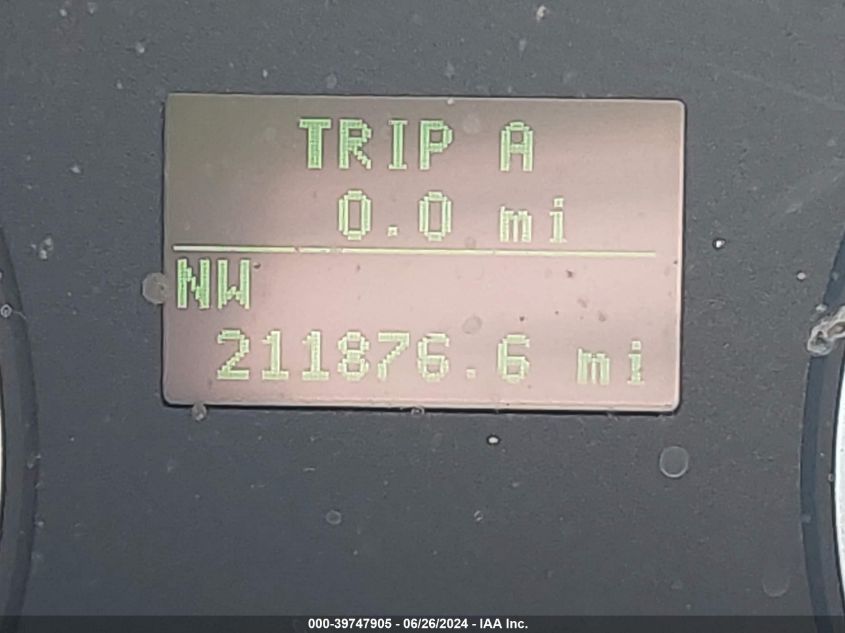 TRIP A
0.0 mi
NW
211876.6 mi
000-39747905 - 06/26/2024 - IAA Inc.